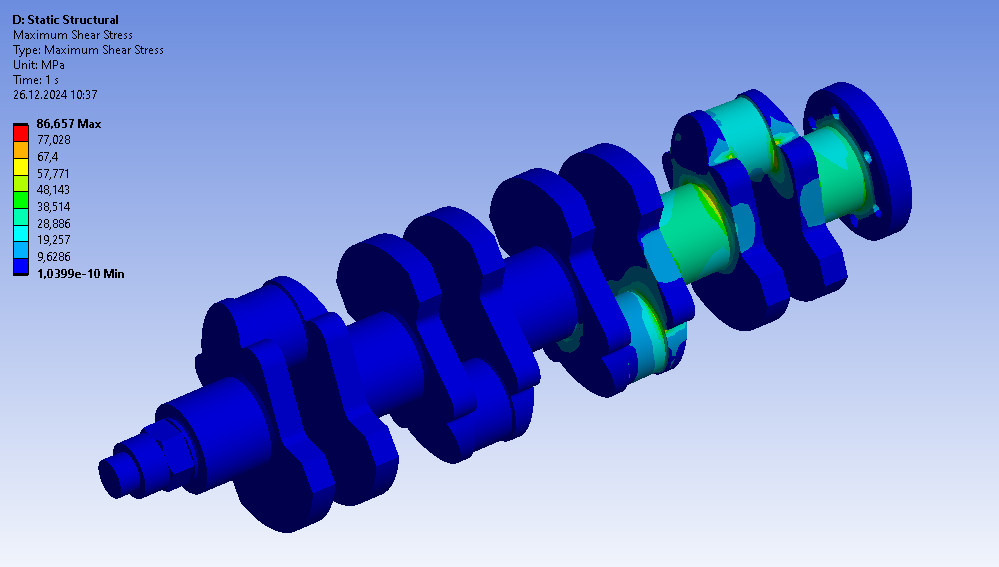 D: Static Structural
Maximum Shear Stress
Type: Maximum Shear Stress
Unit: MPa
Time: 1 s
26.12.2024 10:37
86,657 Max
77,028
67,4
57,771
48,143
38,514
28,886
19,257
9,6286
1,0399e-10 Min